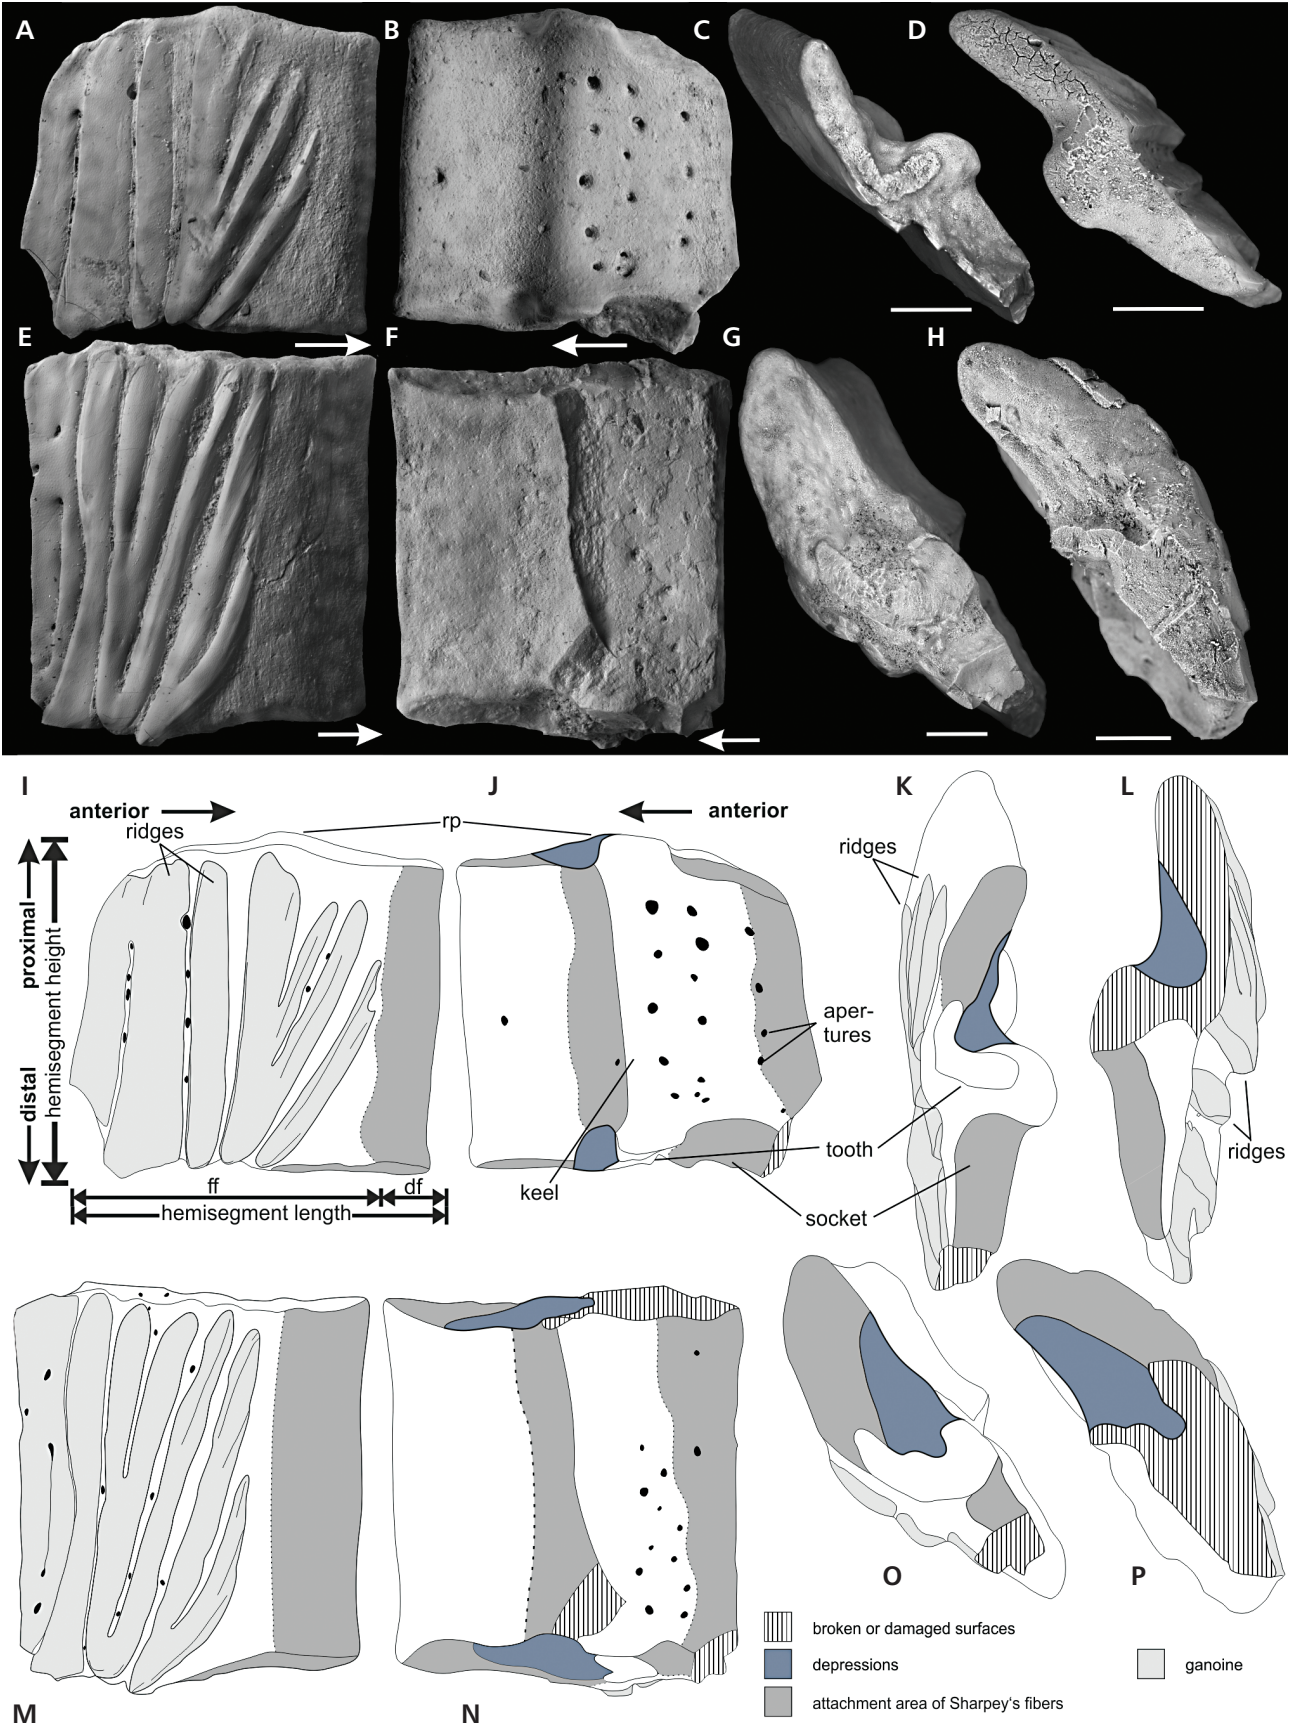 A B C D
E F G H
I J K L
anterior anterior
ridges rp
ridges
proximal
hemisegment height
distal
aper-
tures
tooth
ridges
keel
socket
ff df
hemisegment length
O P
broken or damaged surfaces
depressions ganoine
attachment area of Sharpey‘s fibers
M N